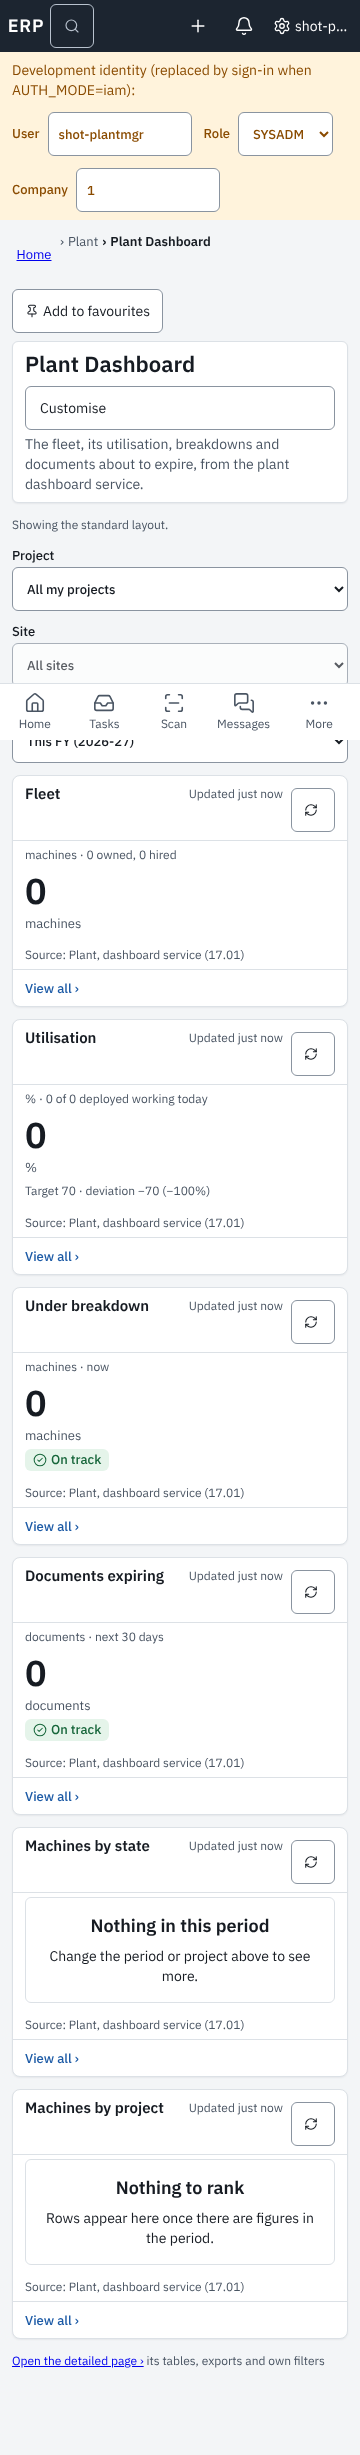 ERP
shot-p...
Development identity (replaced by sign-in when
AUTH_MODE=iam):
User shot-plantmgr Role SYSADM
Company 1
Home › Plant › Plant Dashboard
Add to favourites
Plant Dashboard
Customise
The fleet, its utilisation, breakdowns and
documents about to expire, from the plant
dashboard service.
Showing the standard layout.
Project
All my projects
Site
All sites
Home Tasks Scan Messages More
This FY (2026-27)
Fleet Updated just now
machines · 0 owned, 0 hired
0
machines
Source: Plant, dashboard service (17.01)
View all ›
Utilisation Updated just now
% · 0 of 0 deployed working today
0
%
Target 70 · deviation −70 (−100%)
Source: Plant, dashboard service (17.01)
View all ›
Under breakdown Updated just now
machines · now
0
machines
On track
Source: Plant, dashboard service (17.01)
View all ›
Documents expiring Updated just now
documents · next 30 days
0
documents
On track
Source: Plant, dashboard service (17.01)
View all ›
Machines by state Updated just now
Nothing in this period
Change the period or project above to see
more.
Source: Plant, dashboard service (17.01)
View all ›
Machines by project Updated just now
Nothing to rank
Rows appear here once there are figures in
the period.
Source: Plant, dashboard service (17.01)
View all ›
Open the detailed page › its tables, exports and own filters